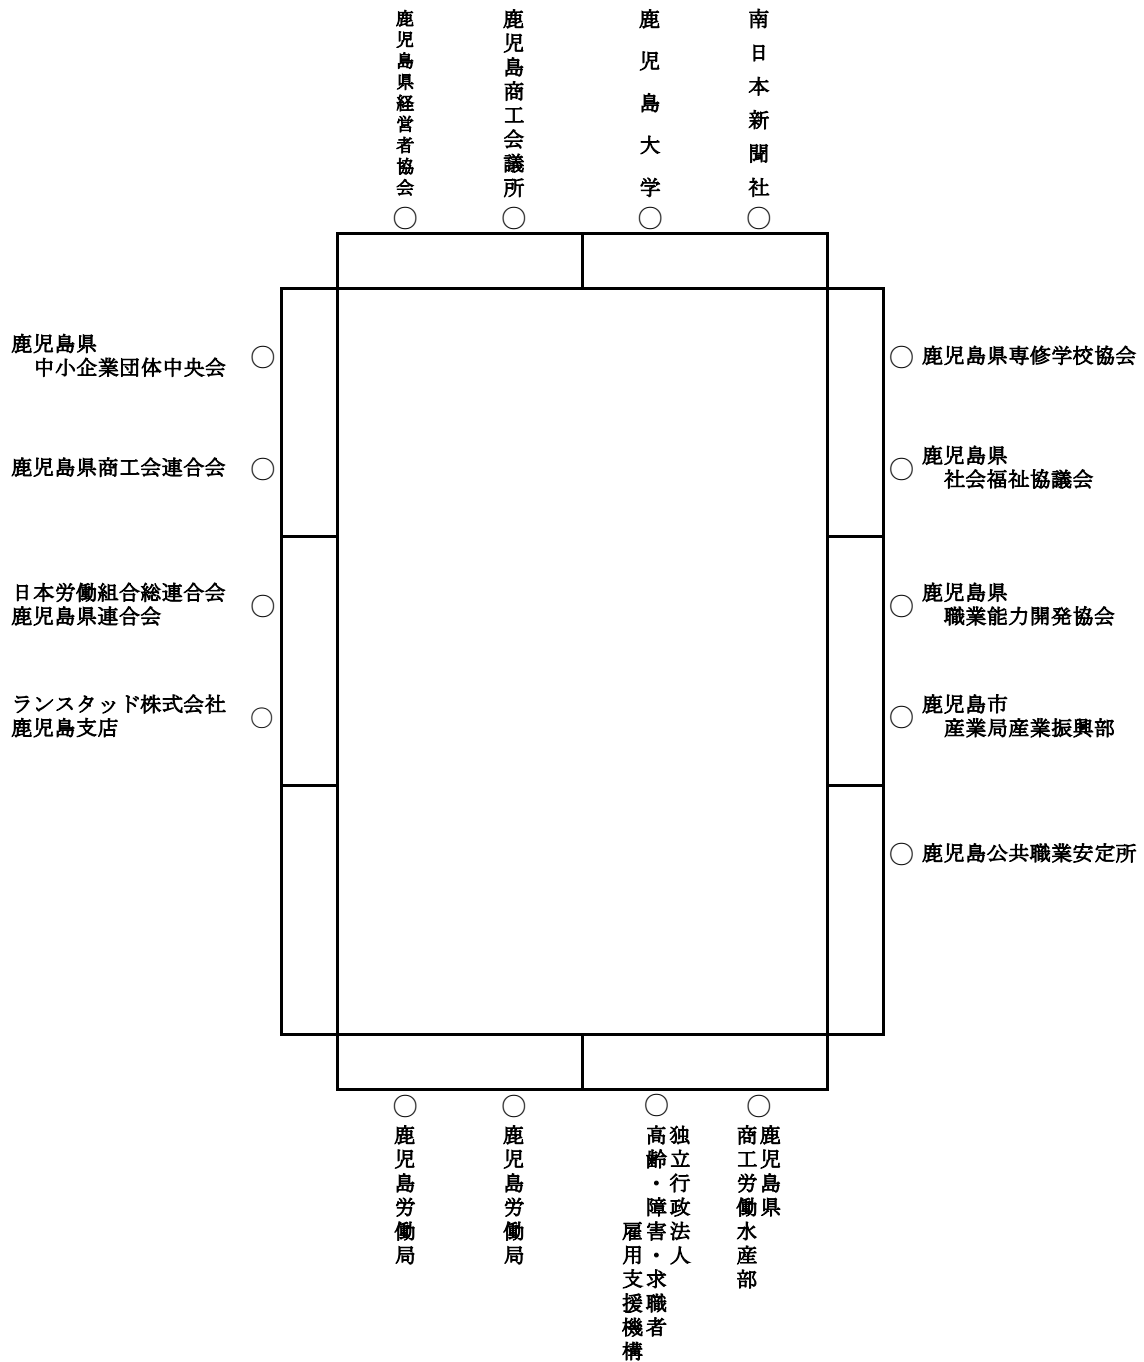 鹿児島県経営者協会
鹿児島商工会議所
鹿児島大学
南日本新聞社
鹿児島県
中小企業団体中央会
鹿児島県商工会連合会
日本労働組合総連合会
鹿児島県連合会
ランスタッド株式会社
鹿児島支店
鹿児島県専修学校協会
鹿児島県
社会福祉協議会
鹿児島県
職業能力開発協会
鹿児島市
産業局産業振興部
鹿児島公共職業安定所
鹿児島労働局
鹿児島労働局
独立行政法人
高齢・障害・求職者
雇用支援機構
鹿児島県
商工労働水産部